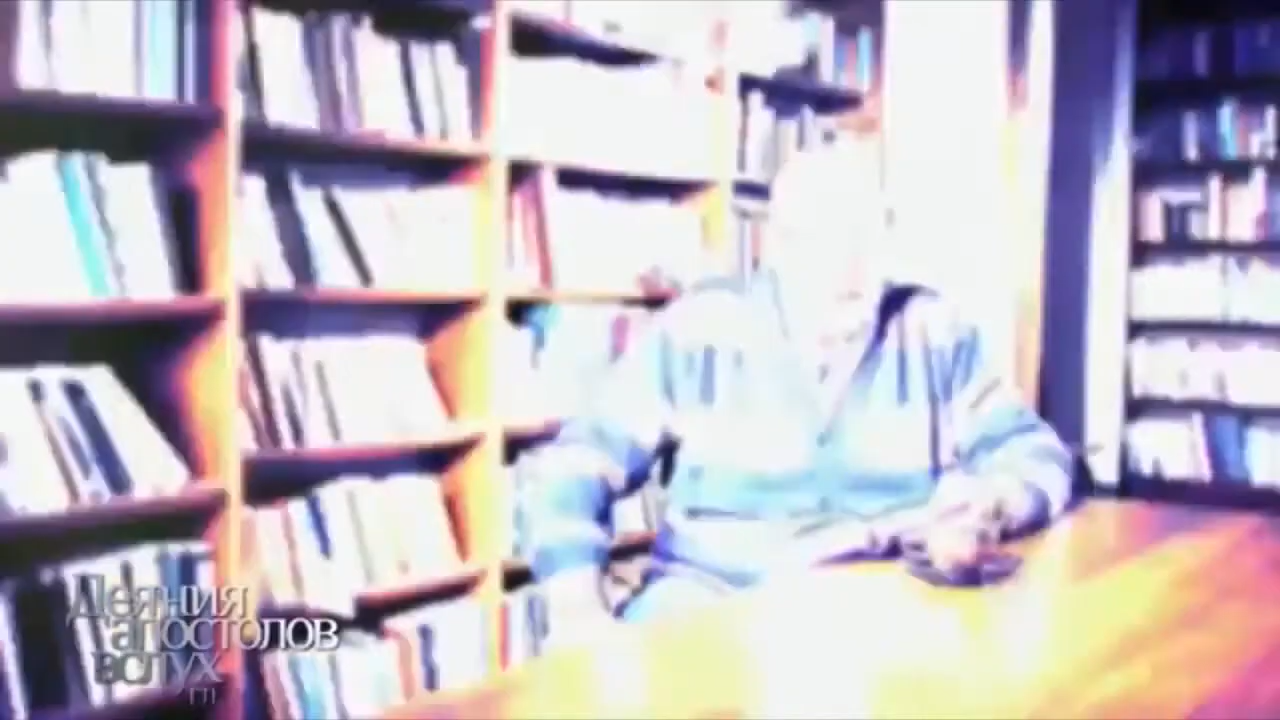 Деяния
апостолов
вслух